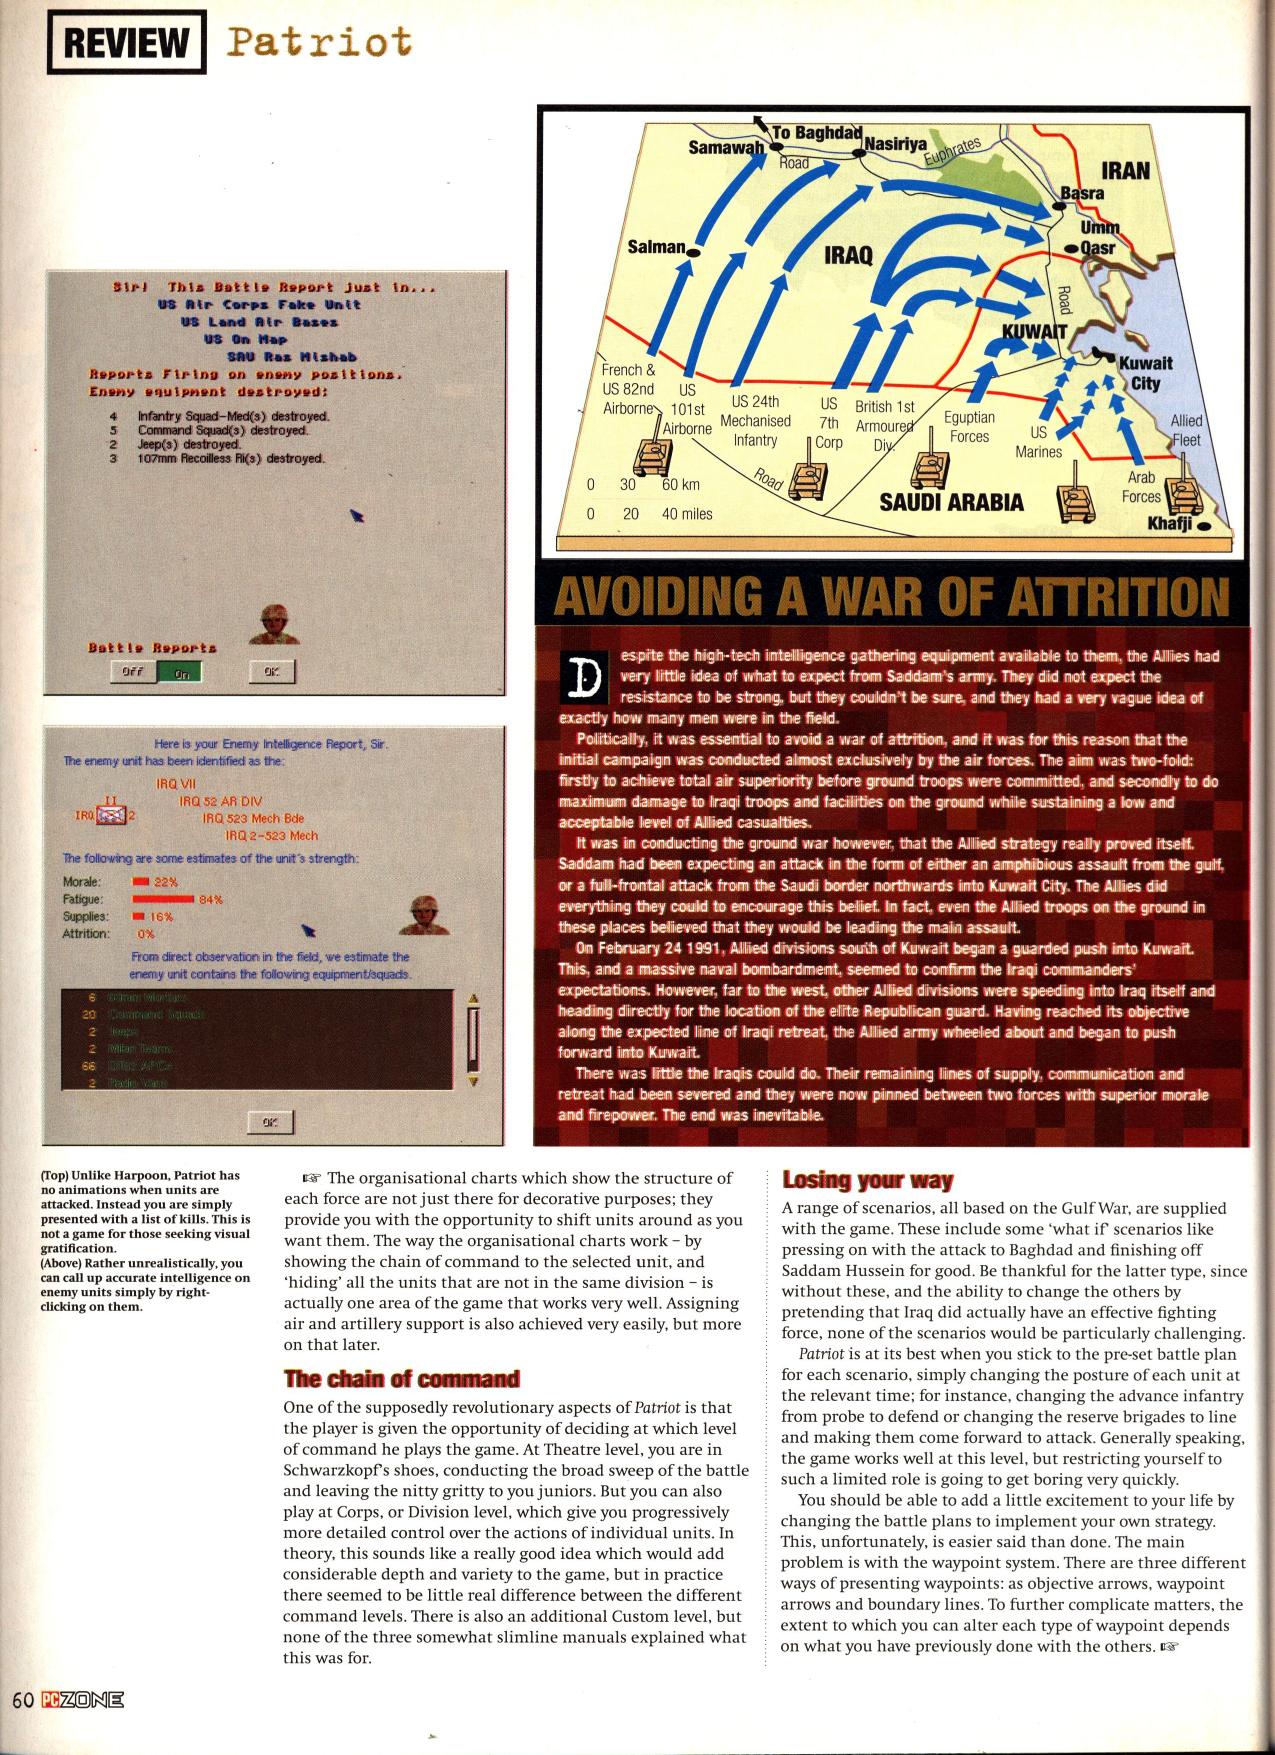 REVIEW Patriot
Sir! This Battle Report just in...
US Air Corps Fake Unit
US Land Air Bases
US On Map
SAU Ras Mishab
Reports Firing on enemy positions.
Enemy equipment destroyed:
4 Infantry Squad-Med(s) destroyed.
5 Command Squad(s) destroyed.
2 Jeep(s) destroyed.
3 107mm Recoilless Ri(s) destroyed.
Battle Reports
Off On OK
Here is your Enemy Intelligence Report, Sir.
The enemy unit has been identified as the:
IRQ VII
IRQ 52 AR DIV
IRQ 523 Mech Bde
IRQ 2-523 Mech
II
IRQ 2
The following are some estimates of the unit's strength:
Morale: 22%
Fatigue: 84%
Supplies: 16%
Attrition: 0%
From direct observation in the field, we estimate the
enemy unit contains the following equipment/squads.
6
20 Command Squads
2 Jeeps
2 Milan Teams
66
2
OK
To Baghdad
Samawah
Nasiriya
Road
Euphrates
IRAN
Basra
Umm
Qasr
Salman
IRAQ
Road
KUWAIT
Kuwait
City
French &
US 82nd
Airborne
US
101st
Airborne
US 24th
Mechanised
Infantry
US
7th
Corp
British 1st
Armoured
Div.
Egyptian
Forces
US
Marines
Arab
Forces
Allied
Fleet
Road
0 30 60 km
0 20 40 miles
SAUDI ARABIA
Khafji
AVOIDING A WAR OF ATTRITION
Despite the high-tech intelligence gathering equipment available to them, the Allies had
very little idea of what to expect from Saddam's army. They did not expect the
resistance to be strong, but they couldn't be sure, and they had a very vague idea of
exactly how many men were in the field.
Politically, it was essential to avoid a war of attrition, and it was for this reason that the
initial campaign was conducted almost exclusively by the air forces. The aim was two-fold:
firstly to achieve total air superiority before ground troops were committed, and secondly to do
maximum damage to Iraqi troops and facilities on the ground while sustaining a low and
acceptable level of Allied casualties.
It was in conducting the ground war however, that the Allied strategy really proved itself.
Saddam had been expecting an attack in the form of either an amphibious assault from the gulf,
or a full-frontal attack from the Saudi border northwards into Kuwait City. The Allies did
everything they could to encourage this belief. In fact, even the Allied troops on the ground in
these places believed that they would be leading the main assault.
On February 24 1991, Allied divisions south of Kuwait began a guarded push into Kuwait.
This, and a massive naval bombardment, seemed to confirm the Iraqi commanders'
expectations. However, far to the west, other Allied divisions were speeding into Iraq itself and
heading directly for the location of the elite Republican guard. Having reached its objective
along the expected line of Iraqi retreat, the Allied army wheeled about and began to push
forward into Kuwait.
There was little the Iraqis could do. Their remaining lines of supply, communication and
retreat had been severed and they were now pinned between two forces with superior morale
and firepower. The end was inevitable.
(Top) Unlike Harpoon, Patriot has
no animations when units are
attacked. Instead you are simply
presented with a list of kills. This is
not a game for those seeking visual
gratification.
(Above) Rather unrealistically, you
can call up accurate intelligence on
enemy units simply by right-
clicking on them.
☞ The organisational charts which show the structure of
each force are not just there for decorative purposes; they
provide you with the opportunity to shift units around as you
want them. The way the organisational charts work – by
showing the chain of command to the selected unit, and
'hiding' all the units that are not in the same division – is
actually one area of the game that works very well. Assigning
air and artillery support is also achieved very easily, but more
on that later.
The chain of command
One of the supposedly revolutionary aspects of Patriot is that
the player is given the opportunity of deciding at which level
of command he plays the game. At Theatre level, you are in
Schwarzkopf's shoes, conducting the broad sweep of the battle
and leaving the nitty gritty to you juniors. But you can also
play at Corps, or Division level, which give you progressively
more detailed control over the actions of individual units. In
theory, this sounds like a really good idea which would add
considerable depth and variety to the game, but in practice
there seemed to be little real difference between the different
command levels. There is also an additional Custom level, but
none of the three somewhat slimline manuals explained what
this was for.
Losing your way
A range of scenarios, all based on the Gulf War, are supplied
with the game. These include some 'what if' scenarios like
pressing on with the attack to Baghdad and finishing off
Saddam Hussein for good. Be thankful for the latter type, since
without these, and the ability to change the others by
pretending that Iraq did actually have an effective fighting
force, none of the scenarios would be particularly challenging.
Patriot is at its best when you stick to the pre-set battle plan
for each scenario, simply changing the posture of each unit at
the relevant time; for instance, changing the advance infantry
from probe to defend or changing the reserve brigades to line
and making them come forward to attack. Generally speaking,
the game works well at this level, but restricting yourself to
such a limited role is going to get boring very quickly.
You should be able to add a little excitement to your life by
changing the battle plans to implement your own strategy.
This, unfortunately, is easier said than done. The main
problem is with the waypoint system. There are three different
ways of presenting waypoints: as objective arrows, waypoint
arrows and boundary lines. To further complicate matters, the
extent to which you can alter each type of waypoint depends
on what you have previously done with the others. ☞
60 PC ZONE